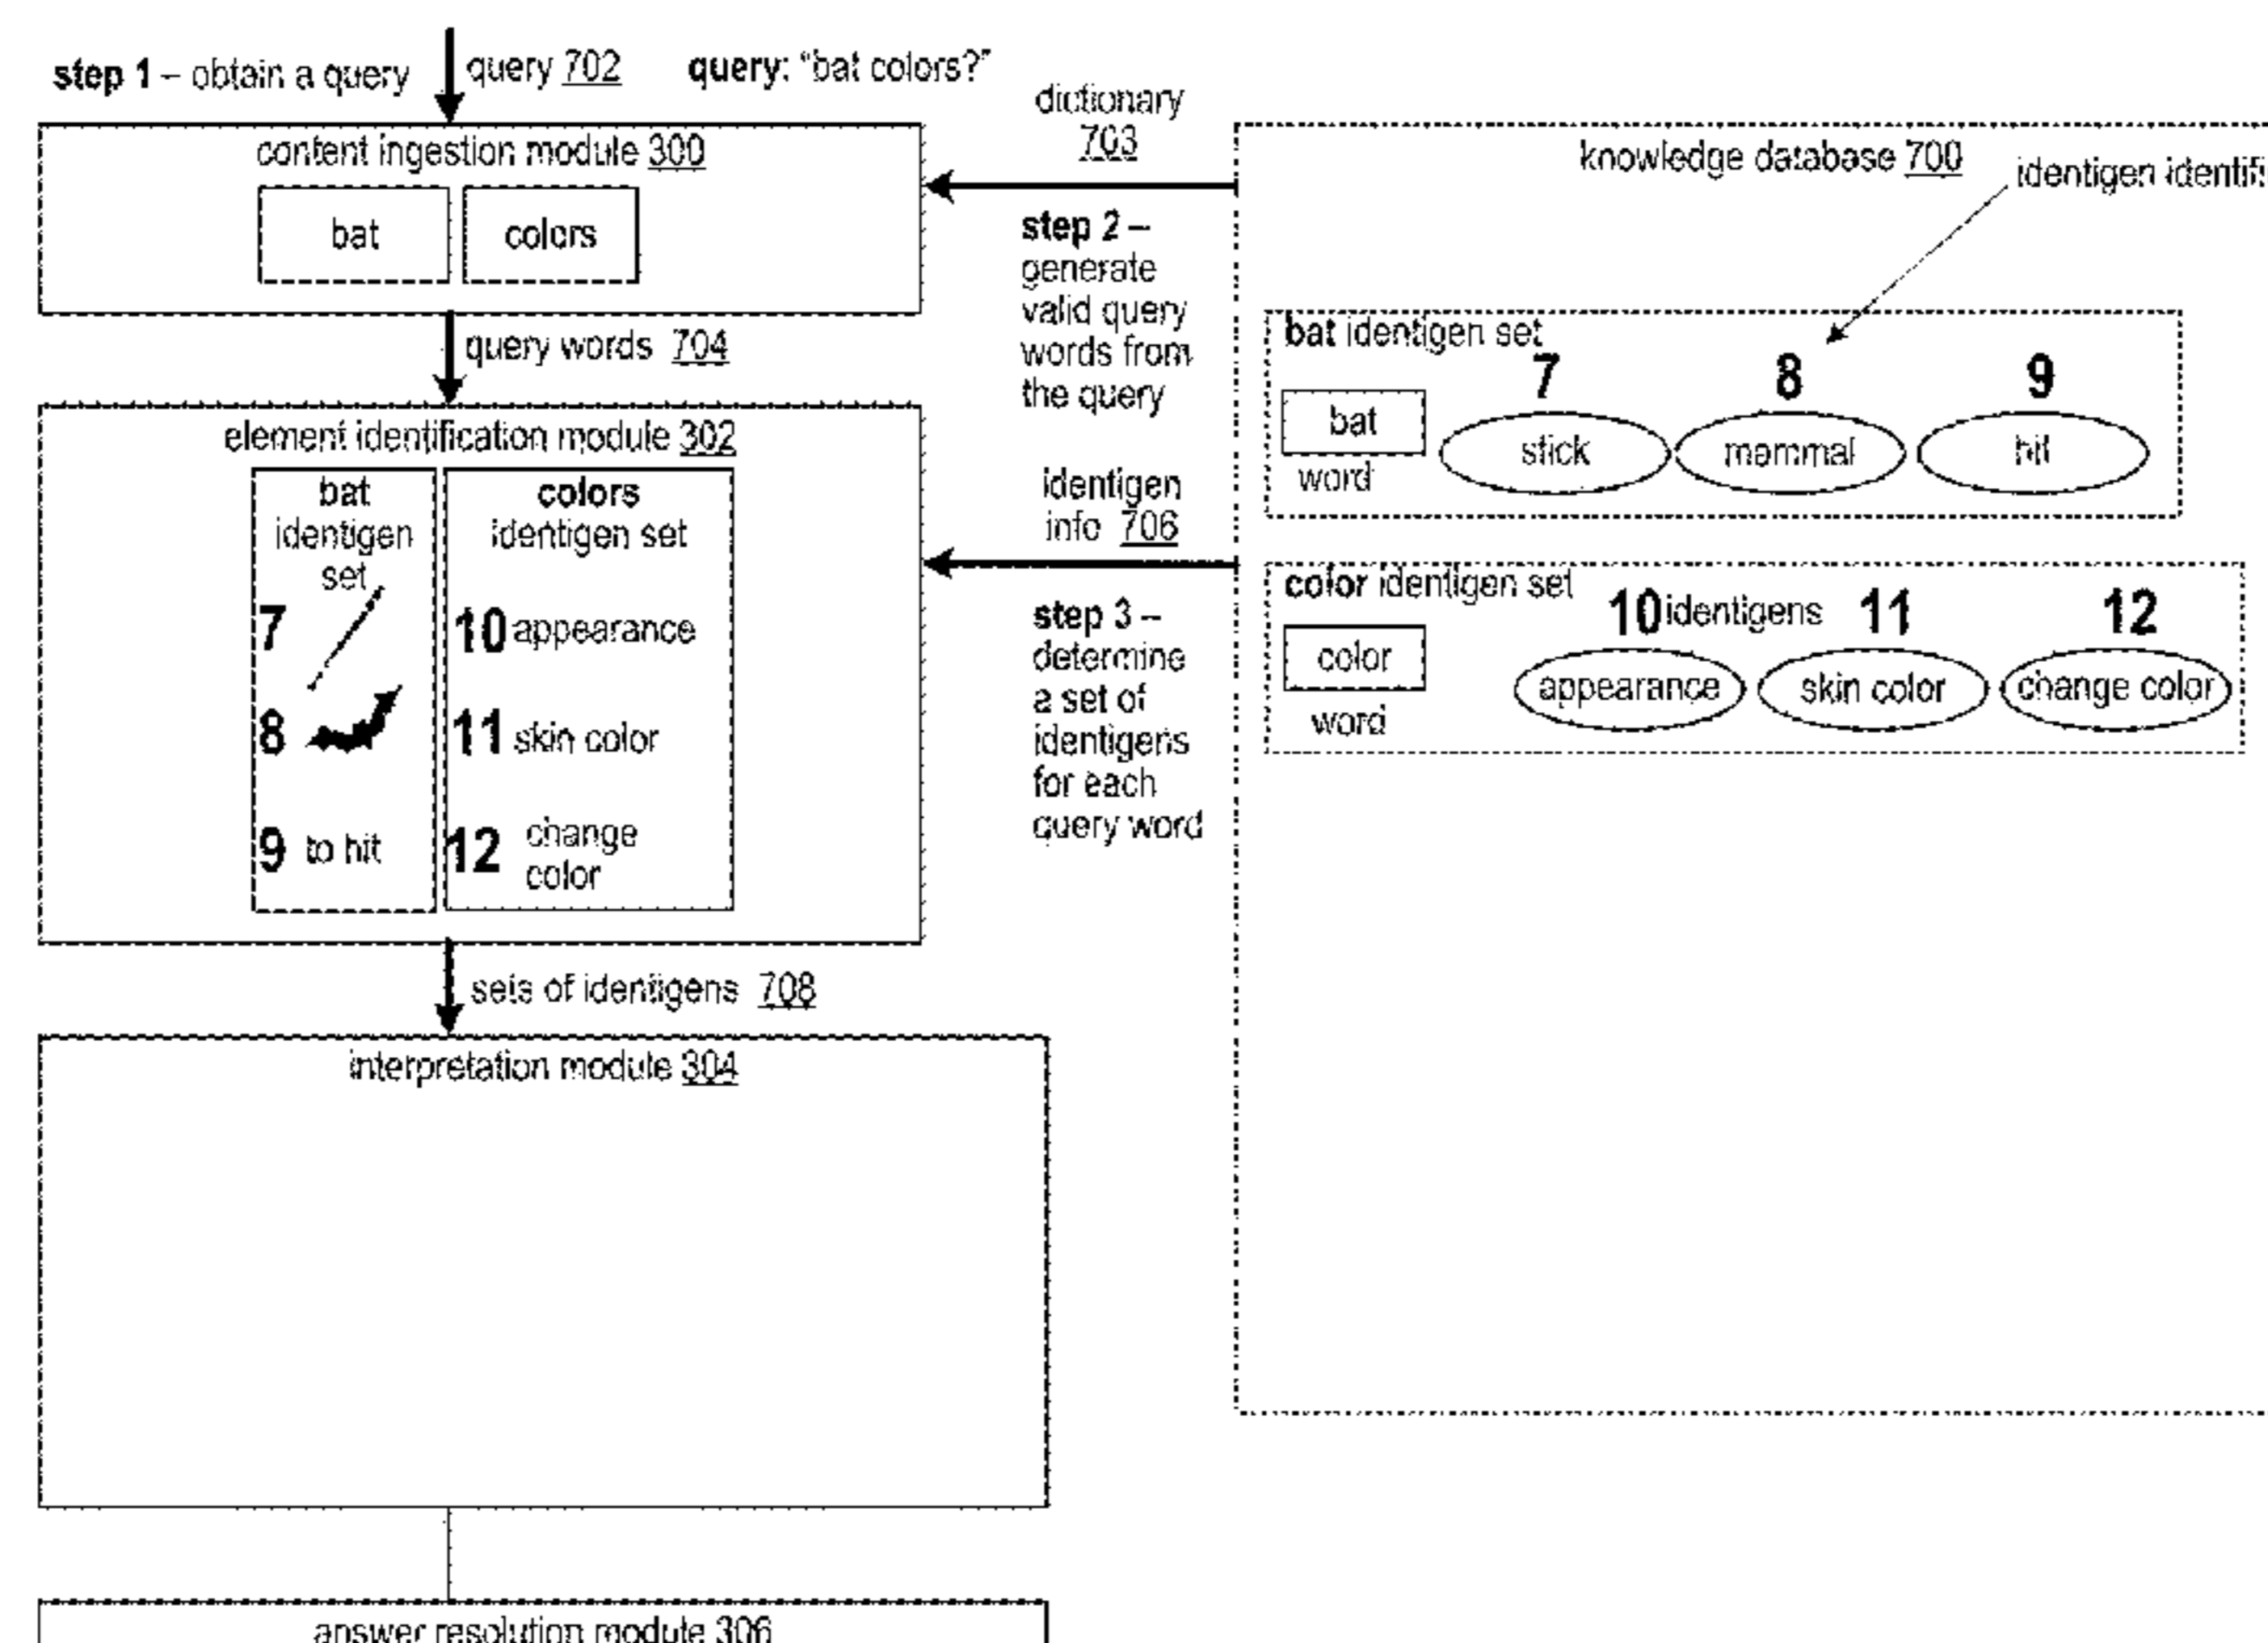 step 1 – obtain a query
query 702
query: “bat colors?”
content ingestion module 300
bat
colors
dictionary
703
step 2 –
generate
valid query
words from
the query
query words 704
element identification module 302
bat
identigen
set
7
8
9 to hit
colors
identigen set
10 appearance
11 skin color
12 change
color
identigen
info 706
step 3 –
determine
a set of
identigens
for each
query word
sets of identigens 708
interpretation module 304
answer resolution module 306
knowledge database 700
identigen
bat identigen set
7 8 9
bat
word
stick
mammal
hit
color identigen set
10 identigens 11 12
color
word
appearance
skin color
change color